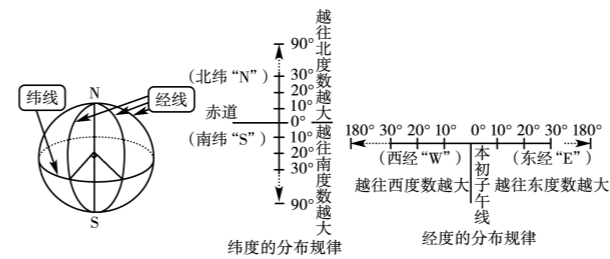 纬线
N
经线
S
越往北度数越大
90°
(北纬“N”)
30°
20°
10°
赤道
0°
(南纬“S”)
10°
20°
30°
90°
越往南度数越大
纬度的分布规律
180° 30° 20° 10° 0° 10° 20° 30° 180°
(西经“W”)
本初子午线
(东经“E”)
越往西度数越大
越往东度数越大
经度的分布规律